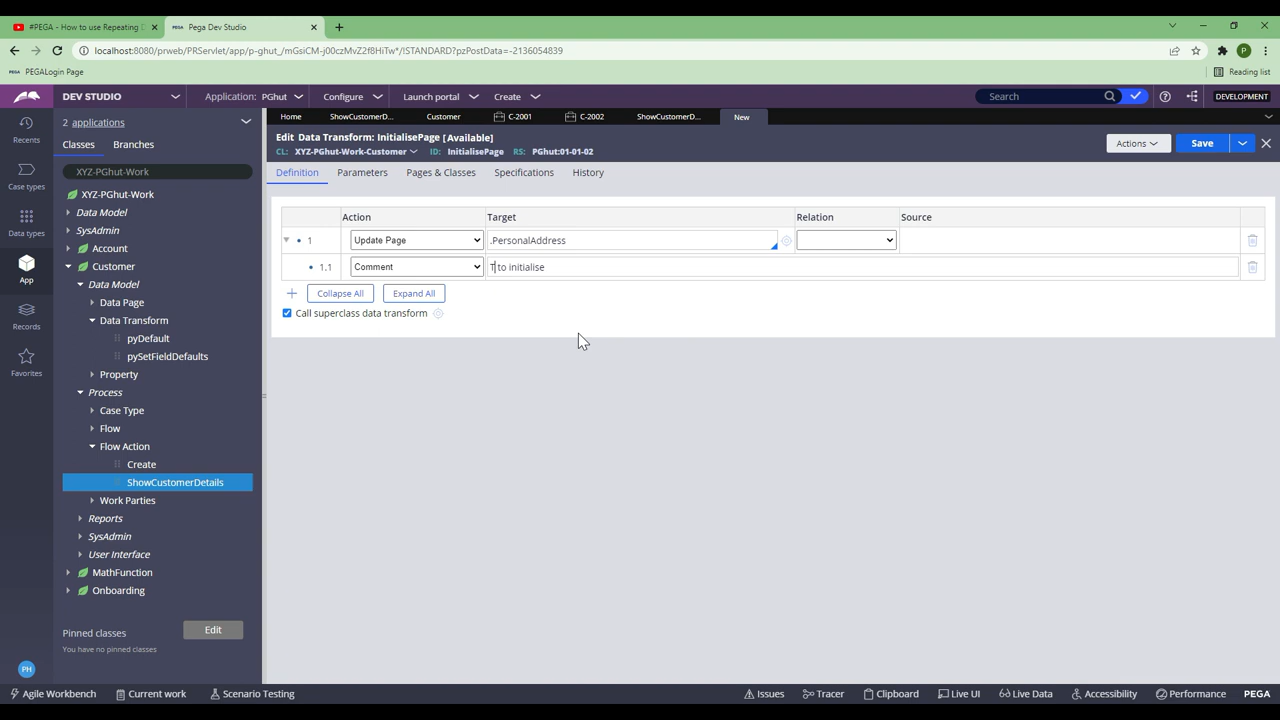 #PEGA - How to use Repeating D
PEGA Pega Dev Studio
localhost:8080/prweb/PRServlet/app/p-ghut_/mGsiCM-j00czMvZ2f8HiTw*/!STANDARD?pzPostData=-2136054839
P
PEGA PEGALogin Page
Reading list
DEV STUDIO
Application: PGhut
Configure
Launch portal
Create
Search
DEVELOPMENT
Recents
Case types
Data types
App
Records
Favorites
PH
2 applications
Classes
Branches
XYZ-PGhut-Work
XYZ-PGhut-Work
Data Model
SysAdmin
Account
Customer
Data Model
Data Page
Data Transform
pyDefault
pySetFieldDefaults
Property
Process
Case Type
Flow
Flow Action
Create
ShowCustomerDetails
Work Parties
Reports
SysAdmin
User Interface
MathFunction
Onboarding
Pinned classes
Edit
You have no pinned classes
Home
ShowCustomerD...
Customer
C-2001
C-2002
ShowCustomerD...
New
Edit Data Transform: InitialisePage [Available]
CL: XYZ-PGhut-Work-Customer ID: InitialisePage RS: PGhut:01-01-02
Actions
Save
Definition
Parameters
Pages & Classes
Specifications
History
Action Target Relation Source
1 Update Page .PersonalAddress
1.1 Comment T to initialise
Collapse All
Expand All
Call superclass data transform
Agile Workbench
Current work
Scenario Testing
Issues
Tracer
Clipboard
Live UI
Live Data
Accessibility
Performance
PEGA